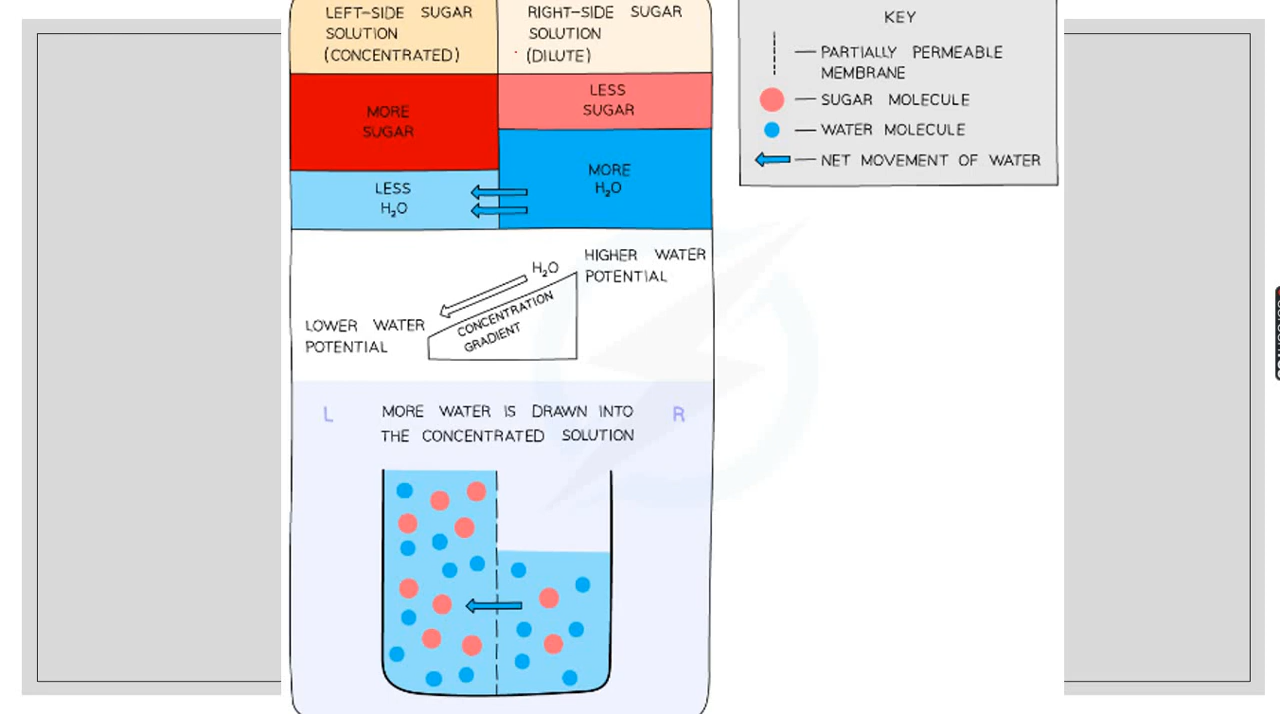 LEFT-SIDE SUGAR
SOLUTION
(CONCENTRATED)
RIGHT-SIDE SUGAR
SOLUTION
(DILUTE)
MORE
SUGAR
LESS
SUGAR
LESS
H₂O
MORE
H₂O
HIGHER WATER
POTENTIAL
H₂O
CONCENTRATION
GRADIENT
LOWER WATER
POTENTIAL
L
MORE WATER IS DRAWN INTO
THE CONCENTRATED SOLUTION
R
KEY
PARTIALLY PERMEABLE
MEMBRANE
SUGAR MOLECULE
WATER MOLECULE
NET MOVEMENT OF WATER